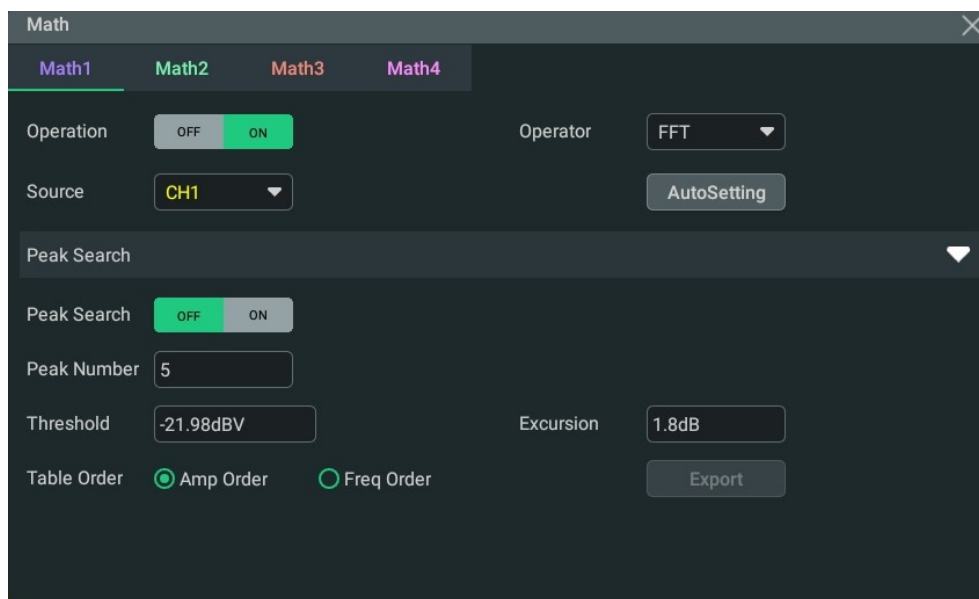 Math
Math1 Math2 Math3 Math4
Operation OFF ON Operator FFT
Source CH1 AutoSetting
Peak Search
Peak Search OFF ON
Peak Number 5
Threshold -21.98dBV Excursion 1.8dB
Table Order Amp Order Freq Order Export